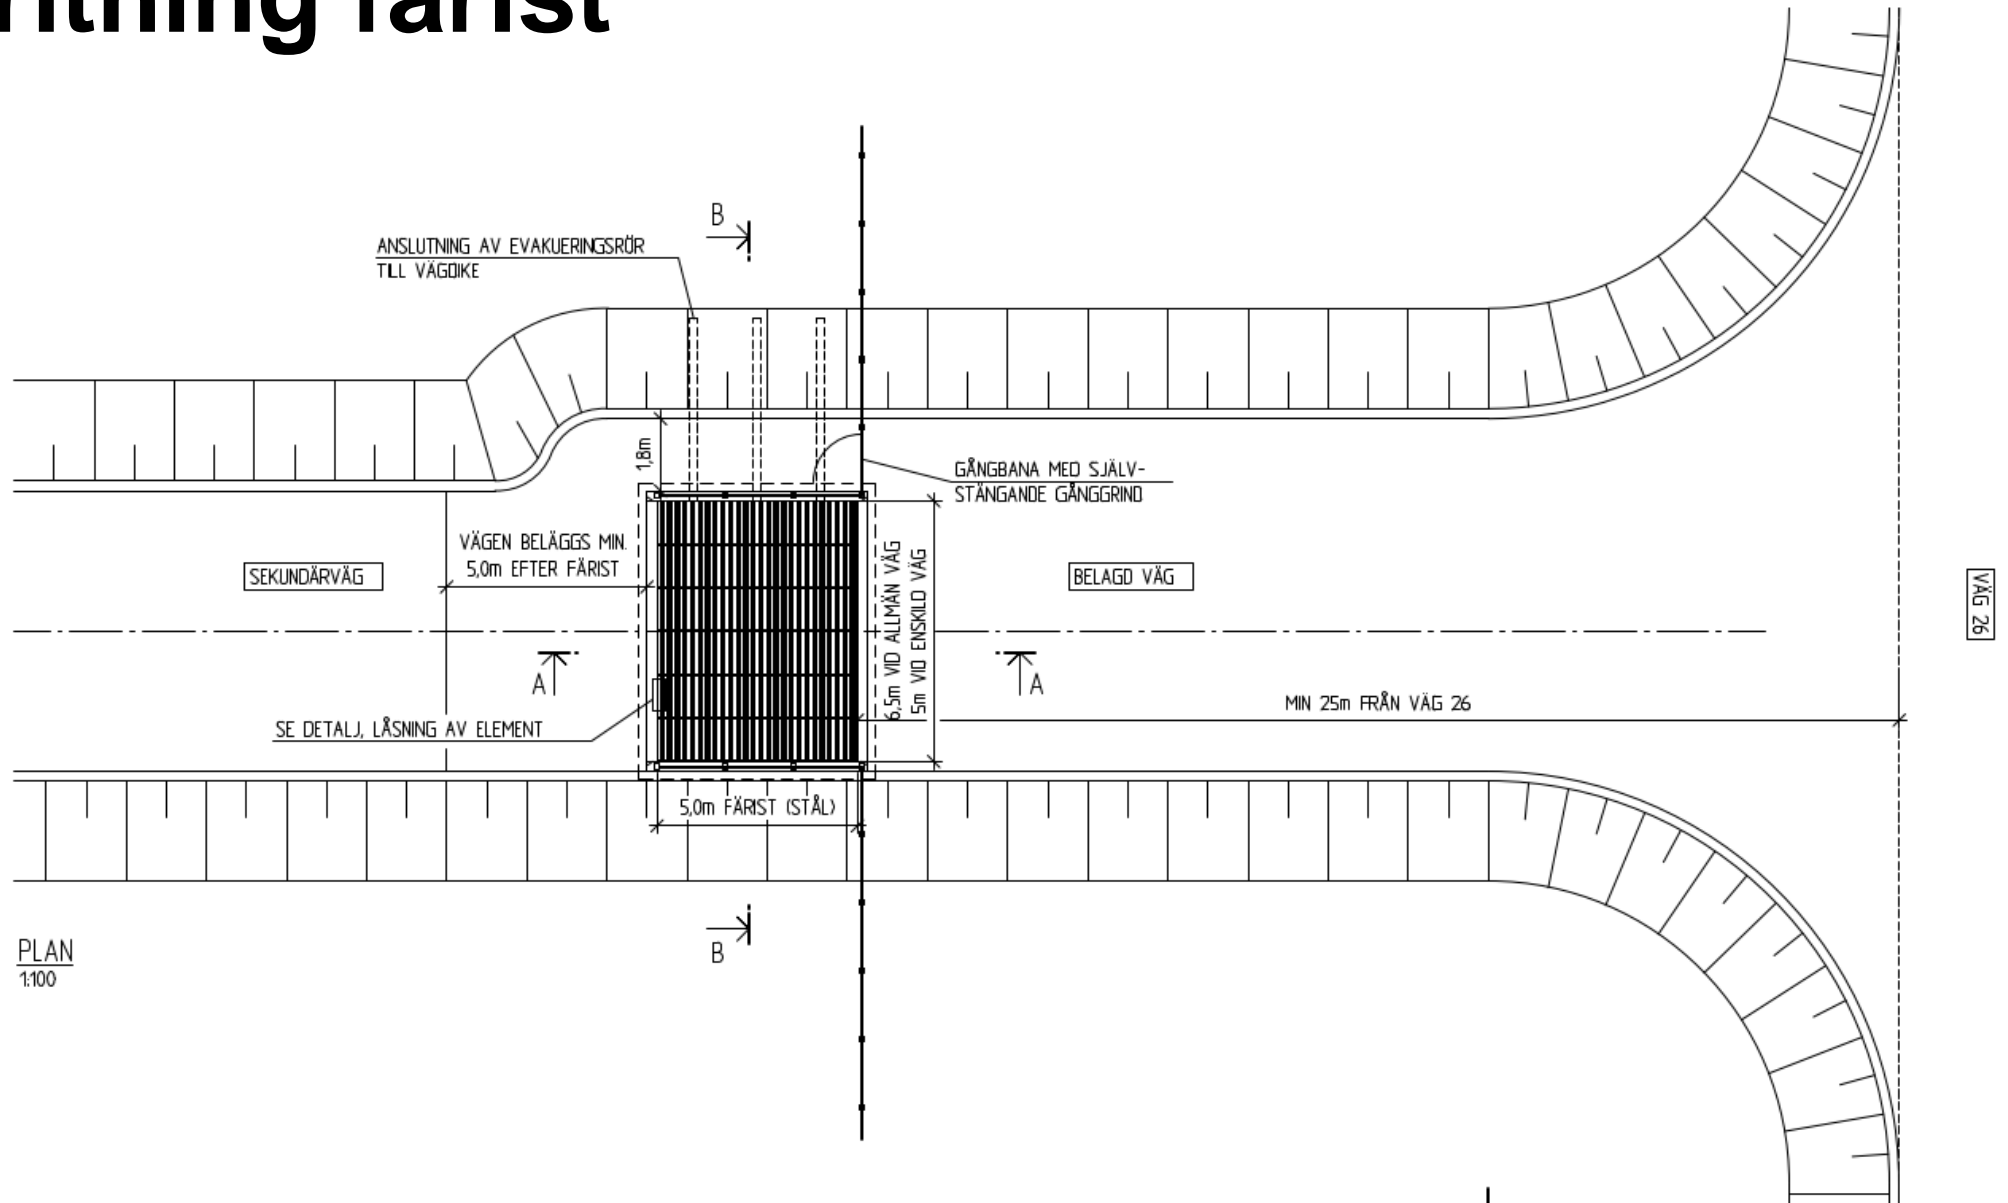 ritning färist
B
ANSLUTNING AV EVAKUERINGSRÖR
TILL VÄGDIKE
1,8m
GÅNGBANA MED SJÄLV-
STÄNGANDE GÅNGGRIND
VÄGEN BELÄGGS MIN.
5,0m EFTER FÄRIST
SEKUNDÄRVÄG
6,5m VID ALLMÄN VÄG
5m VID ENSKILD VÄG
BELAGD VÄG
VÄG 26
A
A
MIN 25m FRÅN VÄG 26
SE DETALJ, LÅSNING AV ELEMENT
5,0m FÄRIST (STÅL)
B
PLAN
1:100